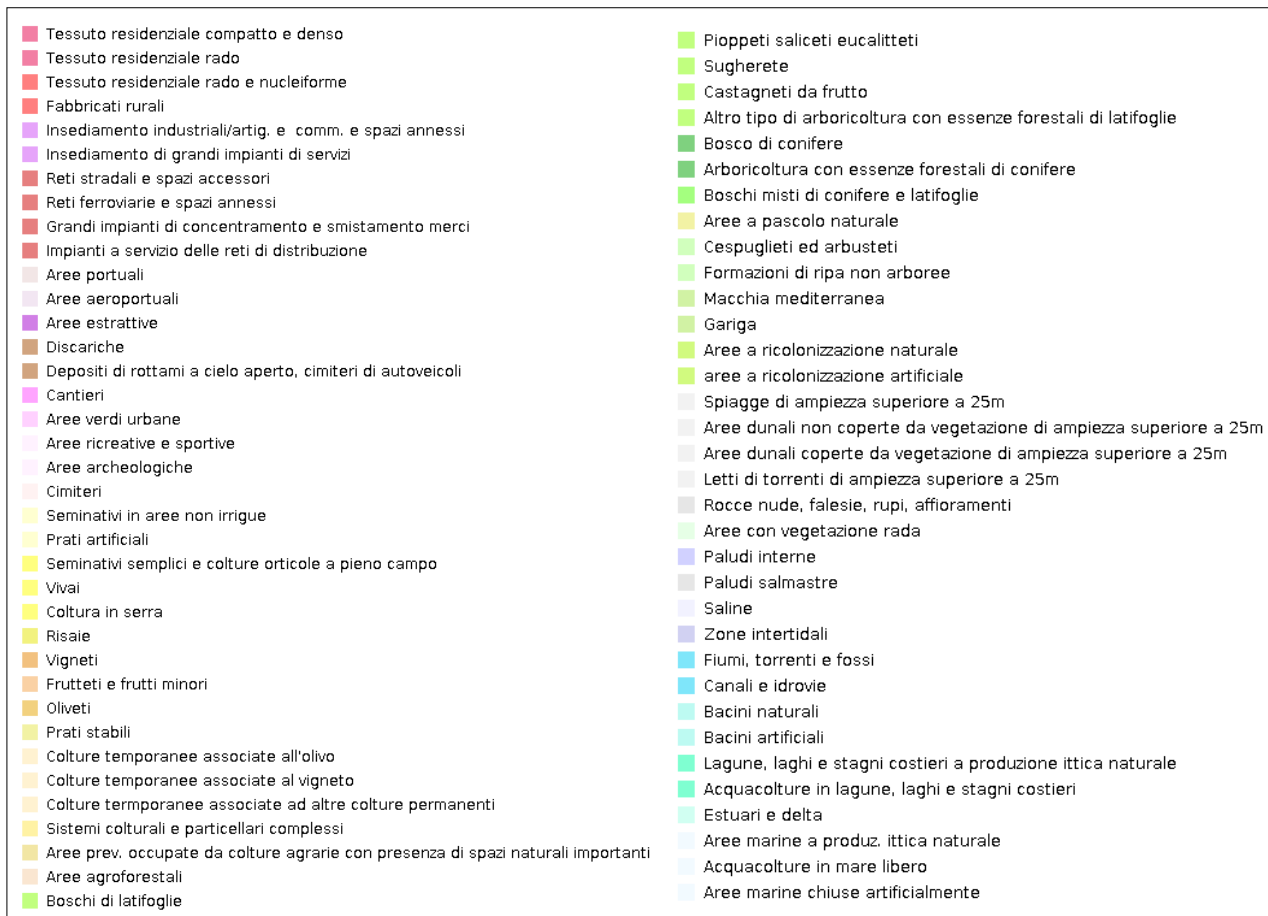 Tessuto residenziale compatto e denso
Tessuto residenziale rado
Tessuto residenziale rado e nucleiforme
Fabbricati rurali
Insediamento industriali/artig. e comm. e spazi annessi
Insediamento di grandi impianti di servizi
Reti stradali e spazi accessori
Reti ferroviarie e spazi annessi
Grandi impianti di concentramento e smistamento merci
Impianti a servizio delle reti di distribuzione
Aree portuali
Aree aeroportuali
Aree estrattive
Discariche
Depositi di rottami a cielo aperto, cimiteri di autoveicoli
Cantieri
Aree verdi urbane
Aree ricreative e sportive
Aree archeologiche
Cimiteri
Seminativi in aree non irrigue
Prati artificiali
Seminativi semplici e colture orticole a pieno campo
Vivai
Coltura in serra
Risaie
Vigneti
Frutteti e frutti minori
Oliveti
Prati stabili
Colture temporanee associate all'olivo
Colture temporanee associate al vigneto
Colture termporanee associate ad altre colture permanenti
Sistemi colturali e particellari complessi
Aree prev. occupate da colture agrarie con presenza di spazi naturali importanti
Aree agroforestali
Boschi di latifoglie
Pioppeti saliceti eucalitteti
Sugherete
Castagneti da frutto
Altro tipo di arboricoltura con essenze forestali di latifoglie
Bosco di conifere
Arboricoltura con essenze forestali di conifere
Boschi misti di conifere e latifoglie
Aree a pascolo naturale
Cespuglieti ed arbusteti
Formazioni di ripa non arboree
Macchia mediterranea
Gariga
Aree a ricolonizzazione naturale
aree a ricolonizzazione artificiale
Spiagge di ampiezza superiore a 25m
Aree dunali non coperte da vegetazione di ampiezza superiore a 25m
Aree dunali coperte da vegetazione di ampiezza superiore a 25m
Letti di torrenti di ampiezza superiore a 25m
Rocce nude, falesie, rupi, affioramenti
Aree con vegetazione rada
Paludi interne
Paludi salmastre
Saline
Zone intertidali
Fiumi, torrenti e fossi
Canali e idrovie
Bacini naturali
Bacini artificiali
Lagune, laghi e stagni costieri a produzione ittica naturale
Acquacolture in lagune, laghi e stagni costieri
Estuari e delta
Aree marine a produz. ittica naturale
Acquacolture in mare libero
Aree marine chiuse artificialmente